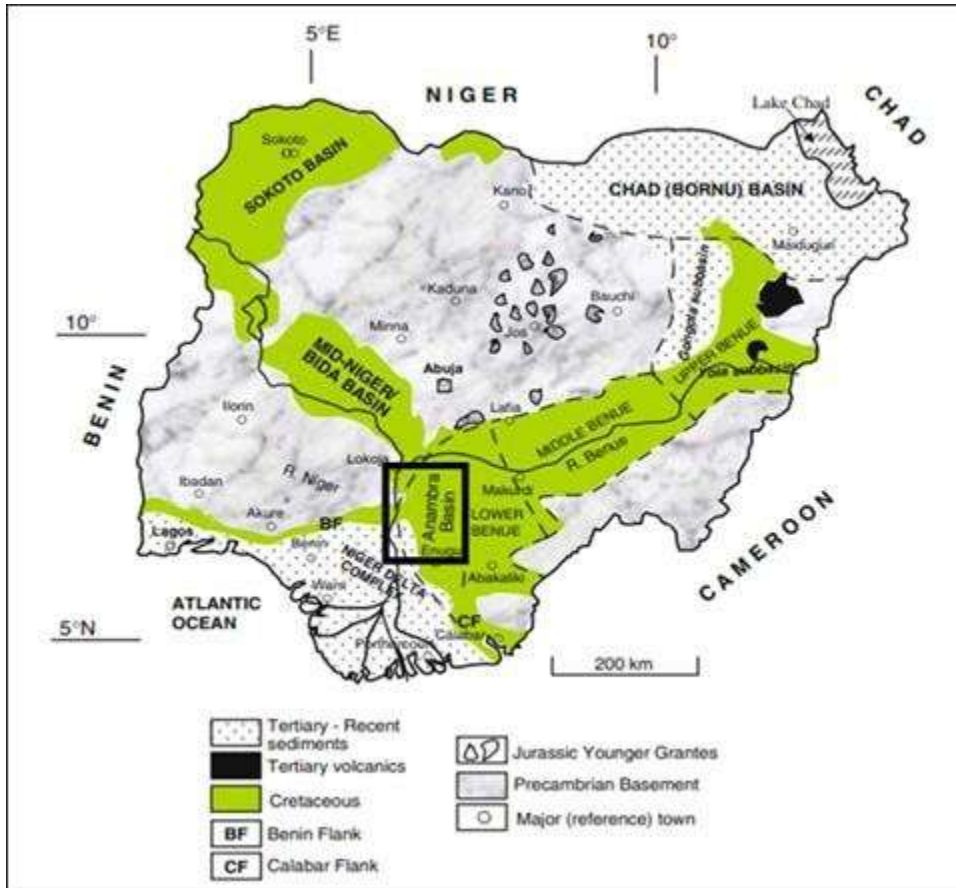 5°E
10°
NIGER
CHAD
Lake Chad
Sokoto
SOKOTO BASIN
CHAD (BORNU) BASIN
Kano
Maiduguri
Gongola subbasin
Kaduna
Bauchi
Jos
Minna
10°
UPPER BENUE
Yola subbasin
MID-NIGER/
BIDA BASIN
Abuja
BENIN
Ilorin
Lafia
MIDDLE BENUE
R. Benue
Lokoja
R. Niger
Ibadan
Makurdi
Anambra
Basin
LOWER
BENUE
Akure
BF
Lagos
Benin
Enugu
Abakaliki
NIGER DELTA
COMPLEX
Warri
CAMEROON
ATLANTIC
OCEAN
CF
Calabar
5°N
200 km
Tertiary - Recent
sediments
Tertiary volcanics
Cretaceous
BF Benin Flank
CF Calabar Flank
Jurassic Younger Grantes
Precambrian Basement
Major (reference) town